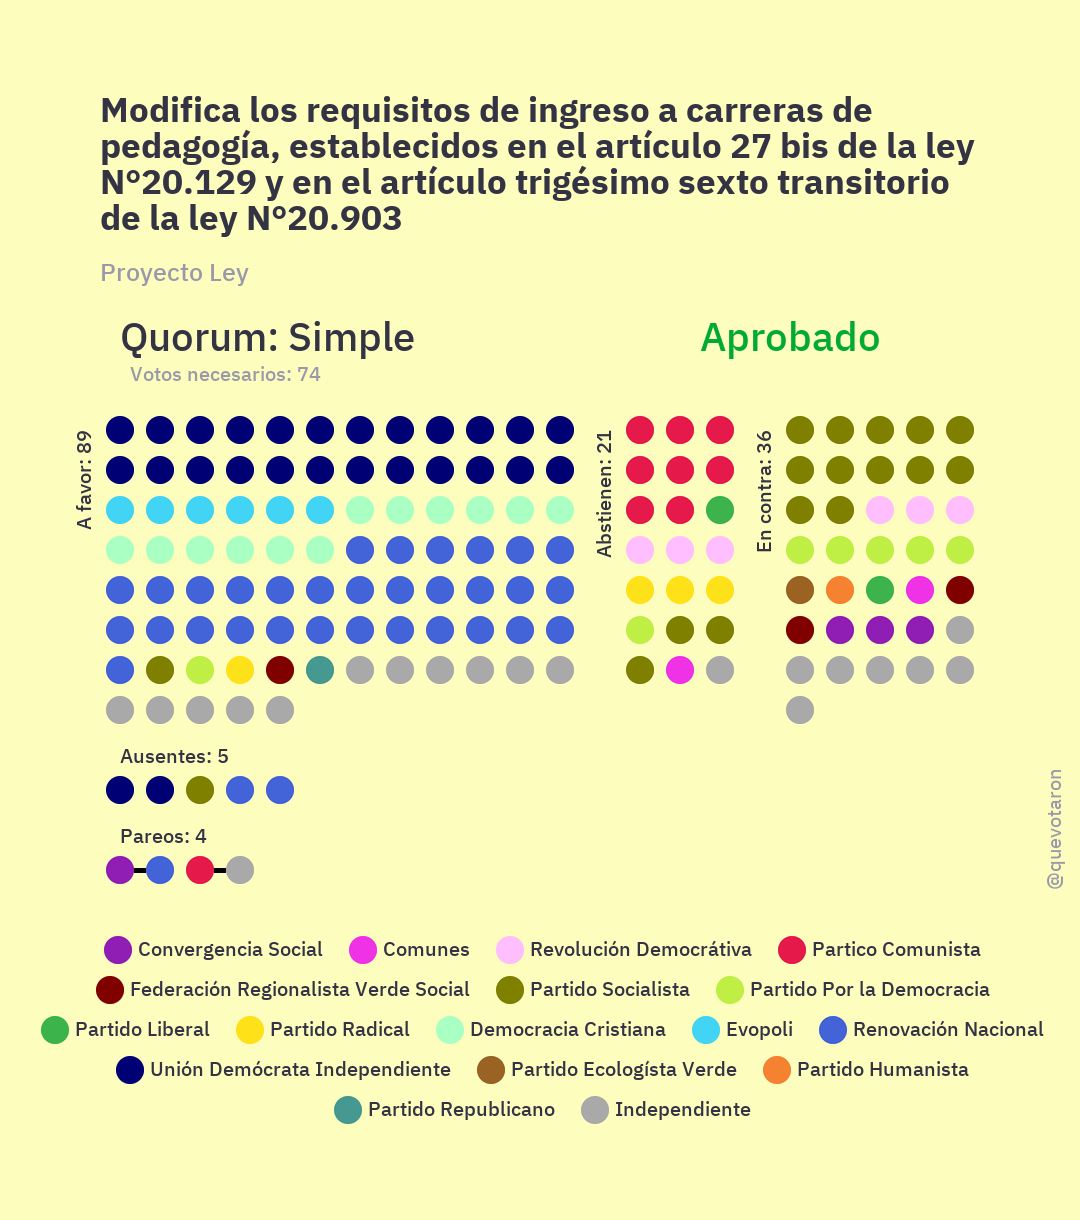 Modifica los requisitos de ingreso a carreras de
pedagogía, establecidos en el artículo 27 bis de la ley
N°20.129 y en el artículo trigésimo sexto transitorio
de la ley N°20.903
Proyecto Ley
Quorum: Simple
Aprobado
Votos necesarios: 74
A favor: 89
Abstienen: 21
En contra: 36
Ausentes: 5
Pareos: 4
@quevotaron
Convergencia Social Comunes Revolución Democrátiva Partico Comunista
Federación Regionalista Verde Social Partido Socialista Partido Por la Democracia
Partido Liberal Partido Radical Democracia Cristiana Evopoli Renovación Nacional
Unión Demócrata Independiente Partido Ecologísta Verde Partido Humanista
Partido Republicano Independiente